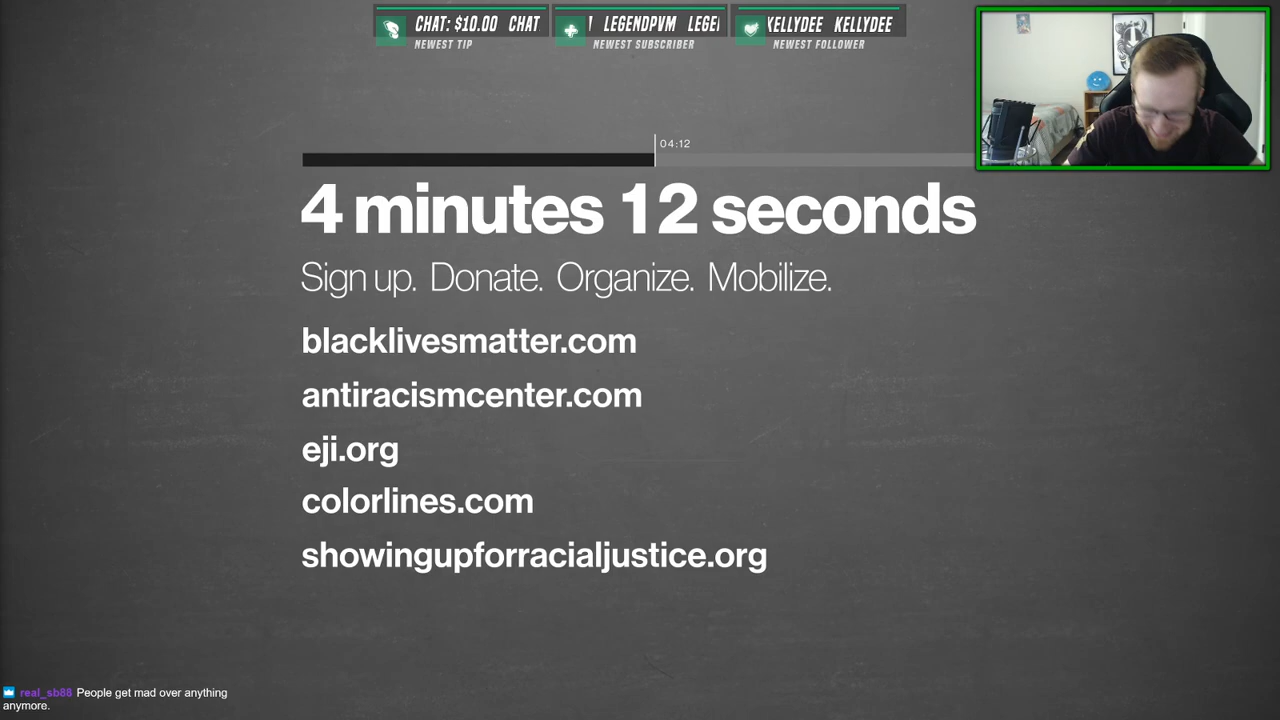 CHAT: $10.00 CHAT
NEWEST TIP
LEGENDPVM LEGE
NEWEST SUBSCRIBER
KELLYDEE KELLYDEE
NEWEST FOLLOWER
04:12
4 minutes 12 seconds
Sign up. Donate. Organize. Mobilize.
blacklivesmatter.com
antiracismcenter.com
eji.org
colorlines.com
showingupforracialjustice.org
real_sb88 People get mad over anything
anymore.